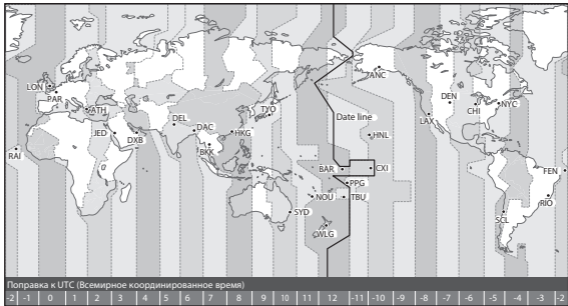 ANC
LON
PAR
DEN
NYC
CHI
ATH
TYO
Date line
LAX
DEL
JED
DAC
HKG
HNL
DXB
RAI
BKK
BAR
CXI
FEN
PPG
NOU
TBU
RIO
SYD
SCL
WLG
Поправка к UTC (Всемирное координированное время)
-2 -1 0 1 2 3 4 5 6 7 8 9 10 11 12 -11 -10 -9 -8 -7 -6 -5 -4 -3 -2